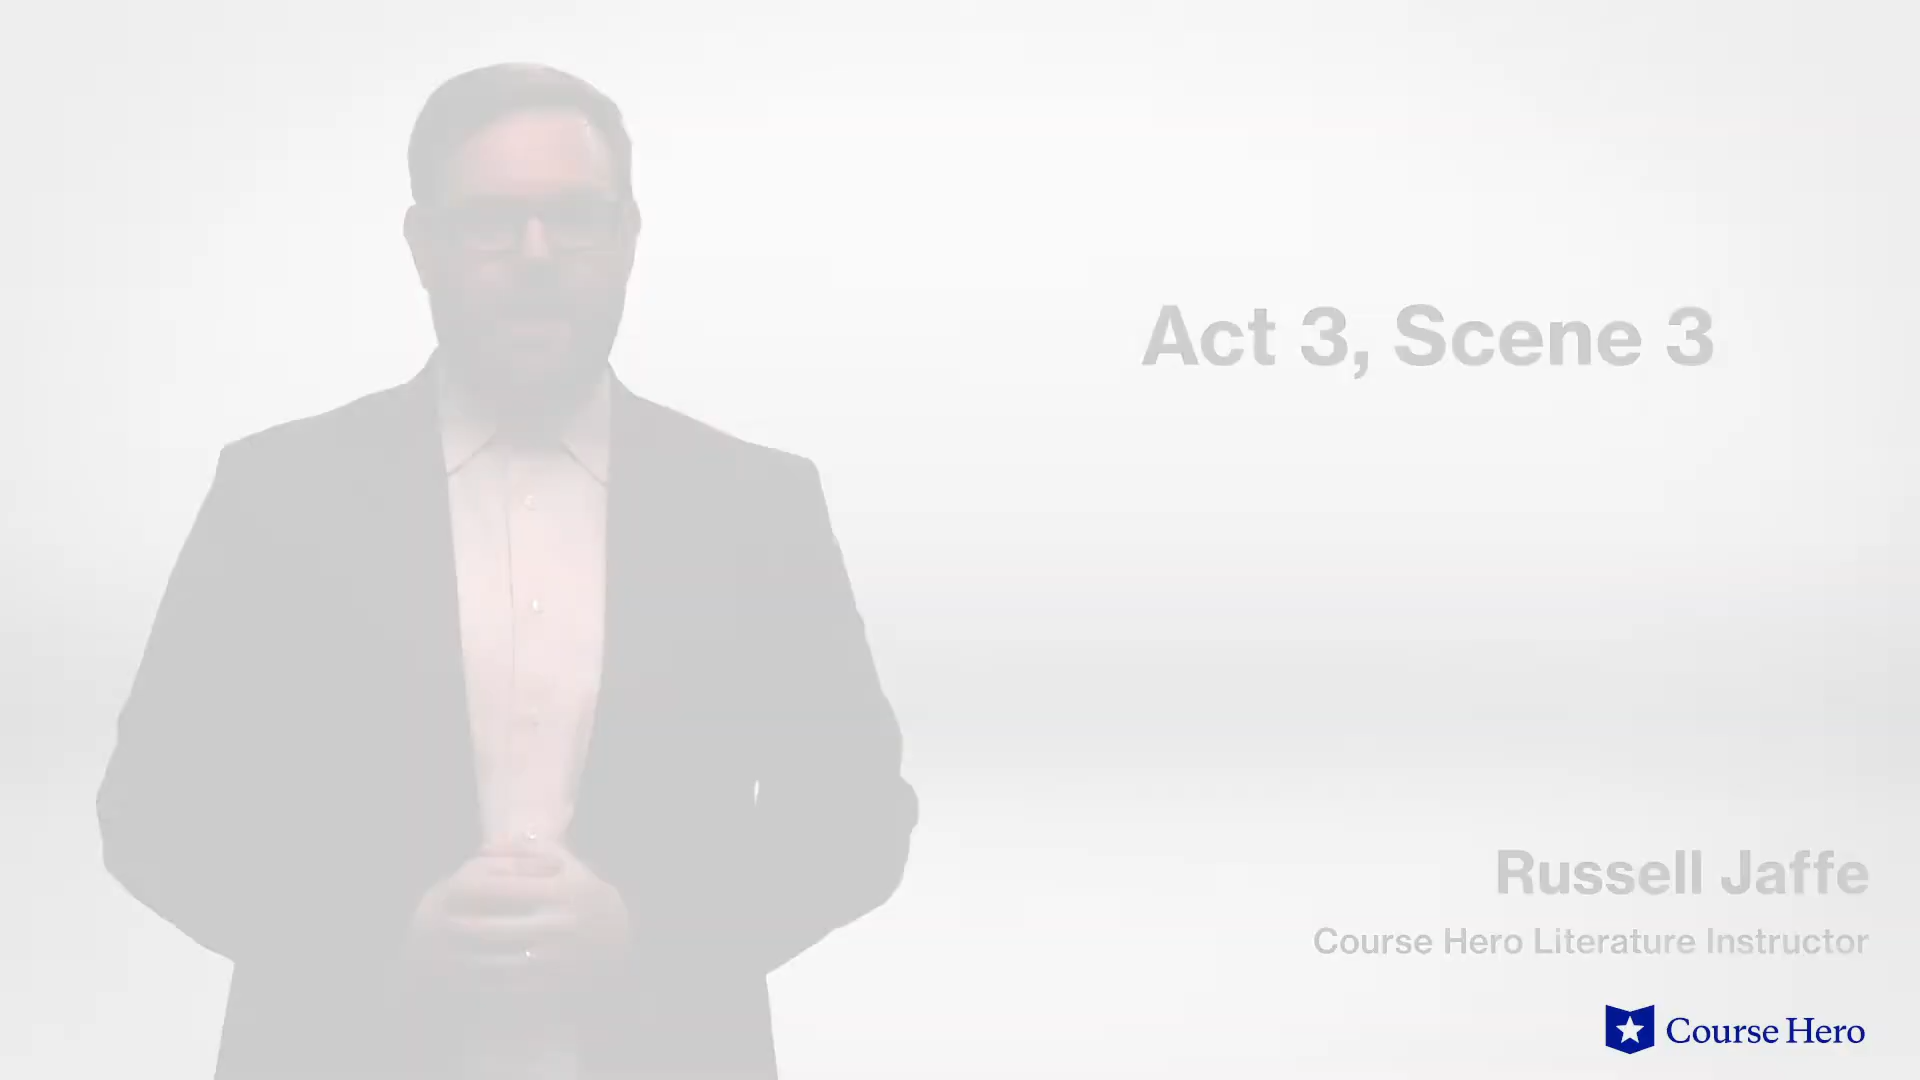 Act 3, Scene 3
Russell Jaffe
Course Hero Literature Instructor
Course Hero